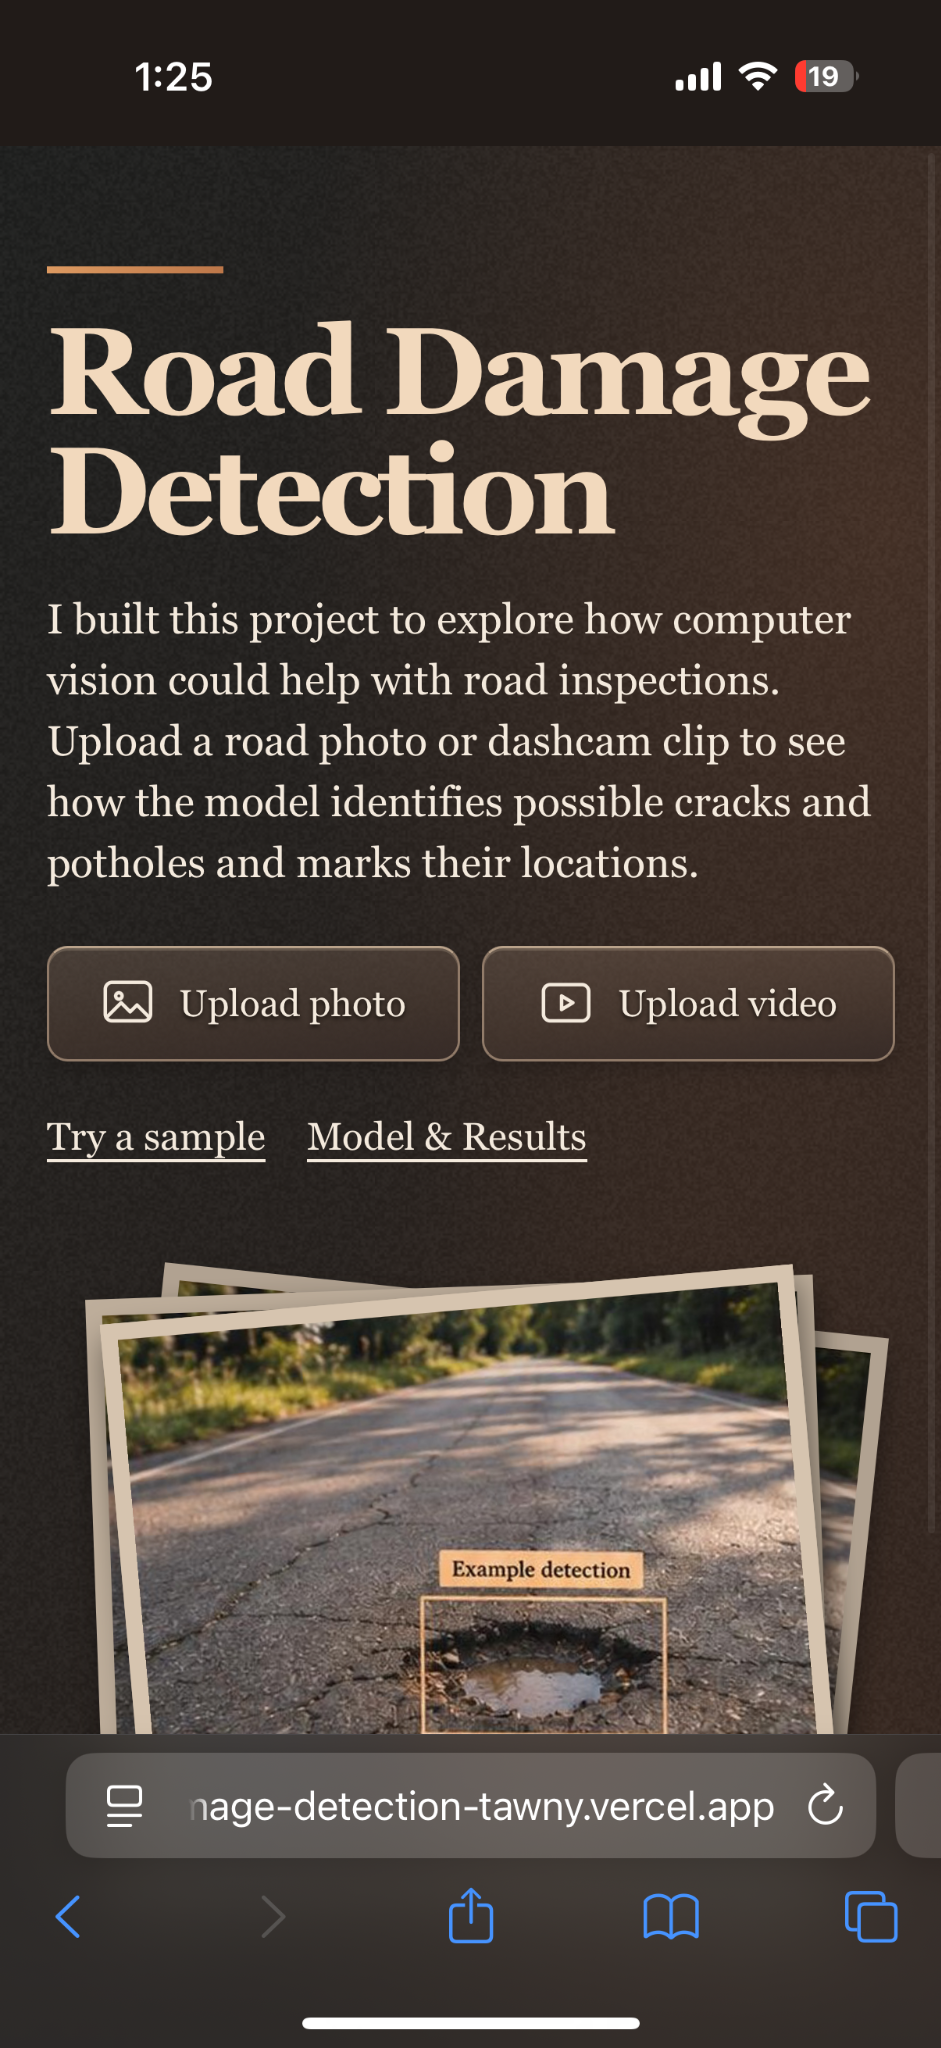 1:25
19
Road Damage
Detection
I built this project to explore how computer
vision could help with road inspections.
Upload a road photo or dashcam clip to see
how the model identifies possible cracks and
potholes and marks their locations.
Upload photo
Upload video
Try a sample
Model & Results
Example detection
nage-detection-tawny.vercel.app